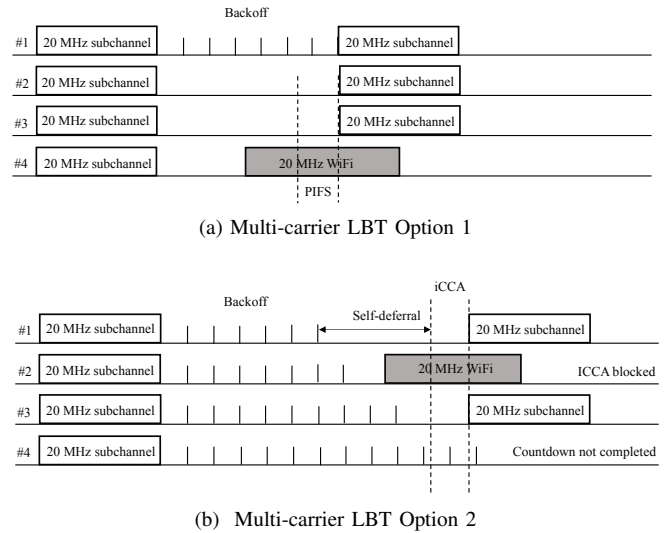 Backoff
#1 20 MHz subchannel 20 MHz subchannel
#2 20 MHz subchannel 20 MHz subchannel
#3 20 MHz subchannel 20 MHz subchannel
#4 20 MHz subchannel 20 MHz WiFi
PIFS
(a) Multi-carrier LBT Option 1
iCCA
Backoff Self-deferral
#1 20 MHz subchannel 20 MHz subchannel
#2 20 MHz subchannel 20 MHz WiFi ICCA blocked
#3 20 MHz subchannel 20 MHz subchannel
#4 20 MHz subchannel Countdown not completed
(b) Multi-carrier LBT Option 2